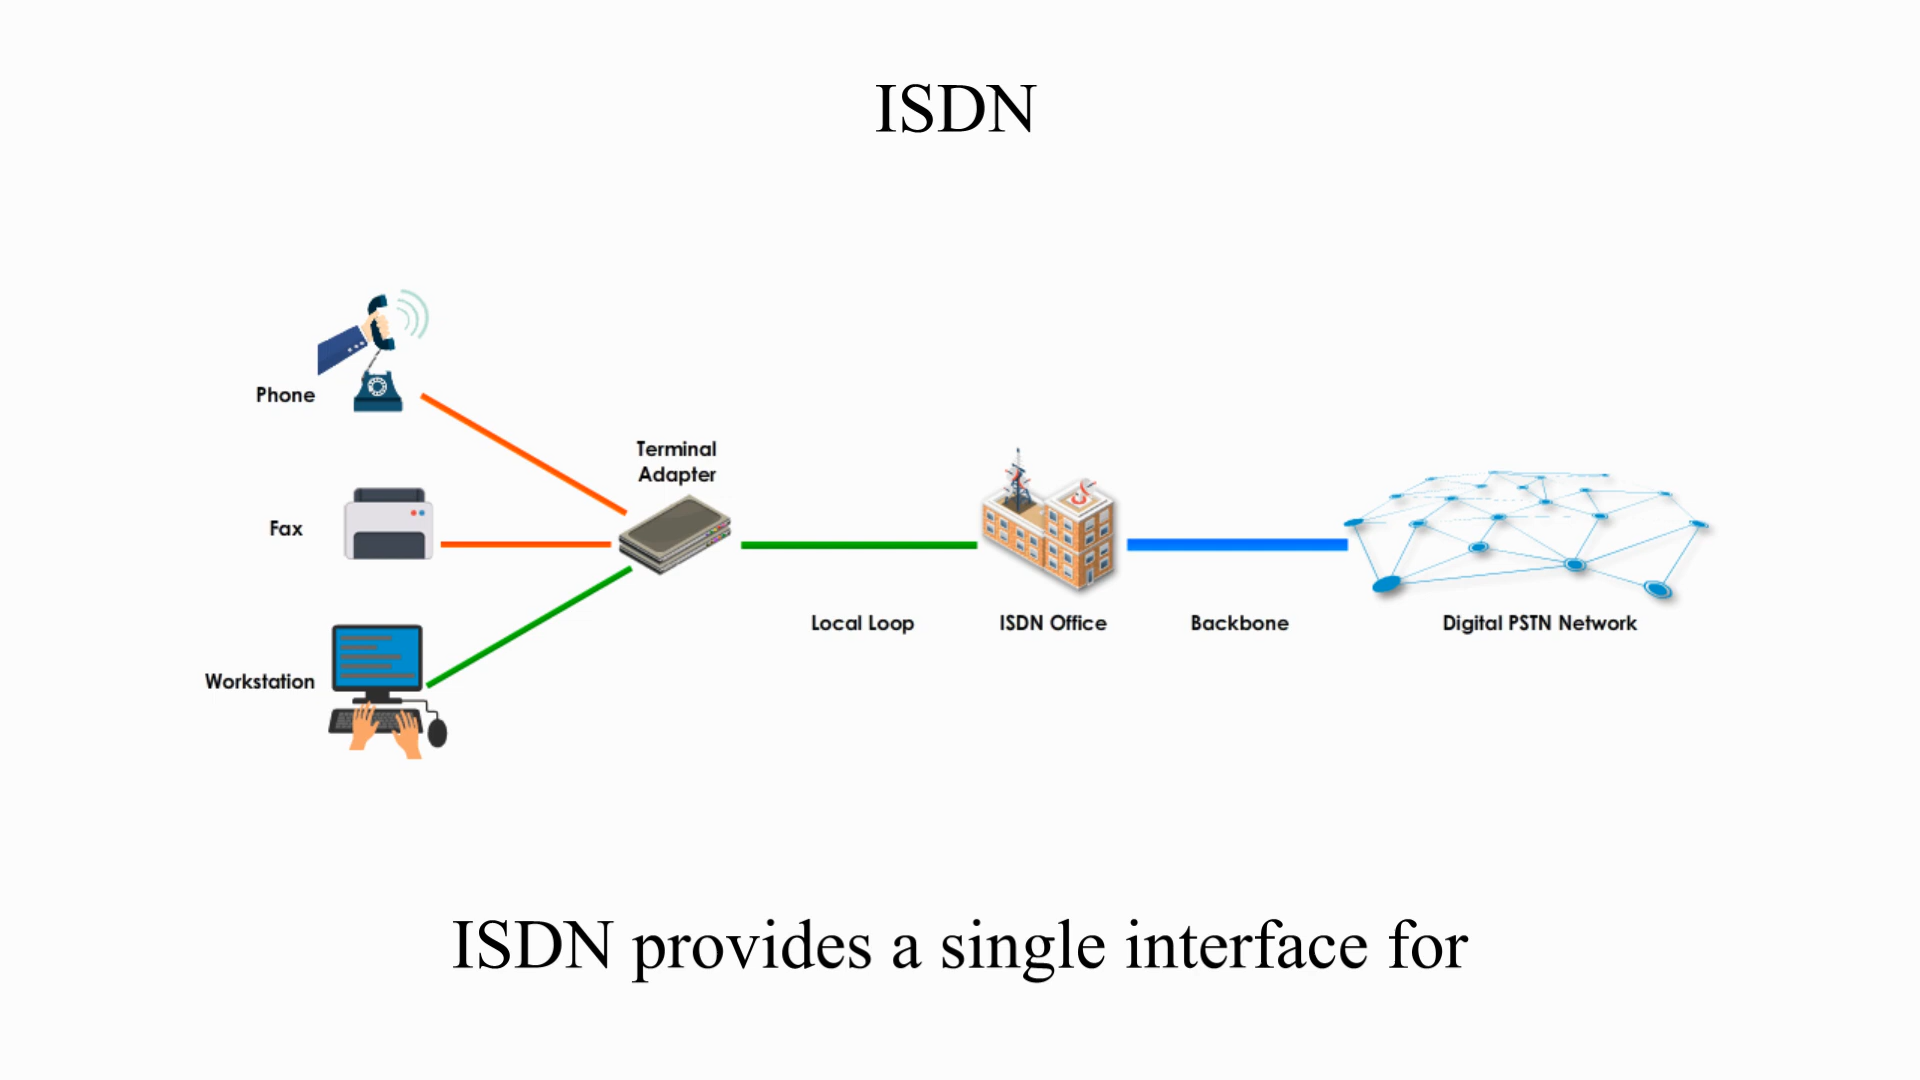 ISDN
Phone
Terminal
Adapter
Fax
Local Loop
ISDN Office
Backbone
Digital PSTN Network
Workstation
ISDN provides a single interface for